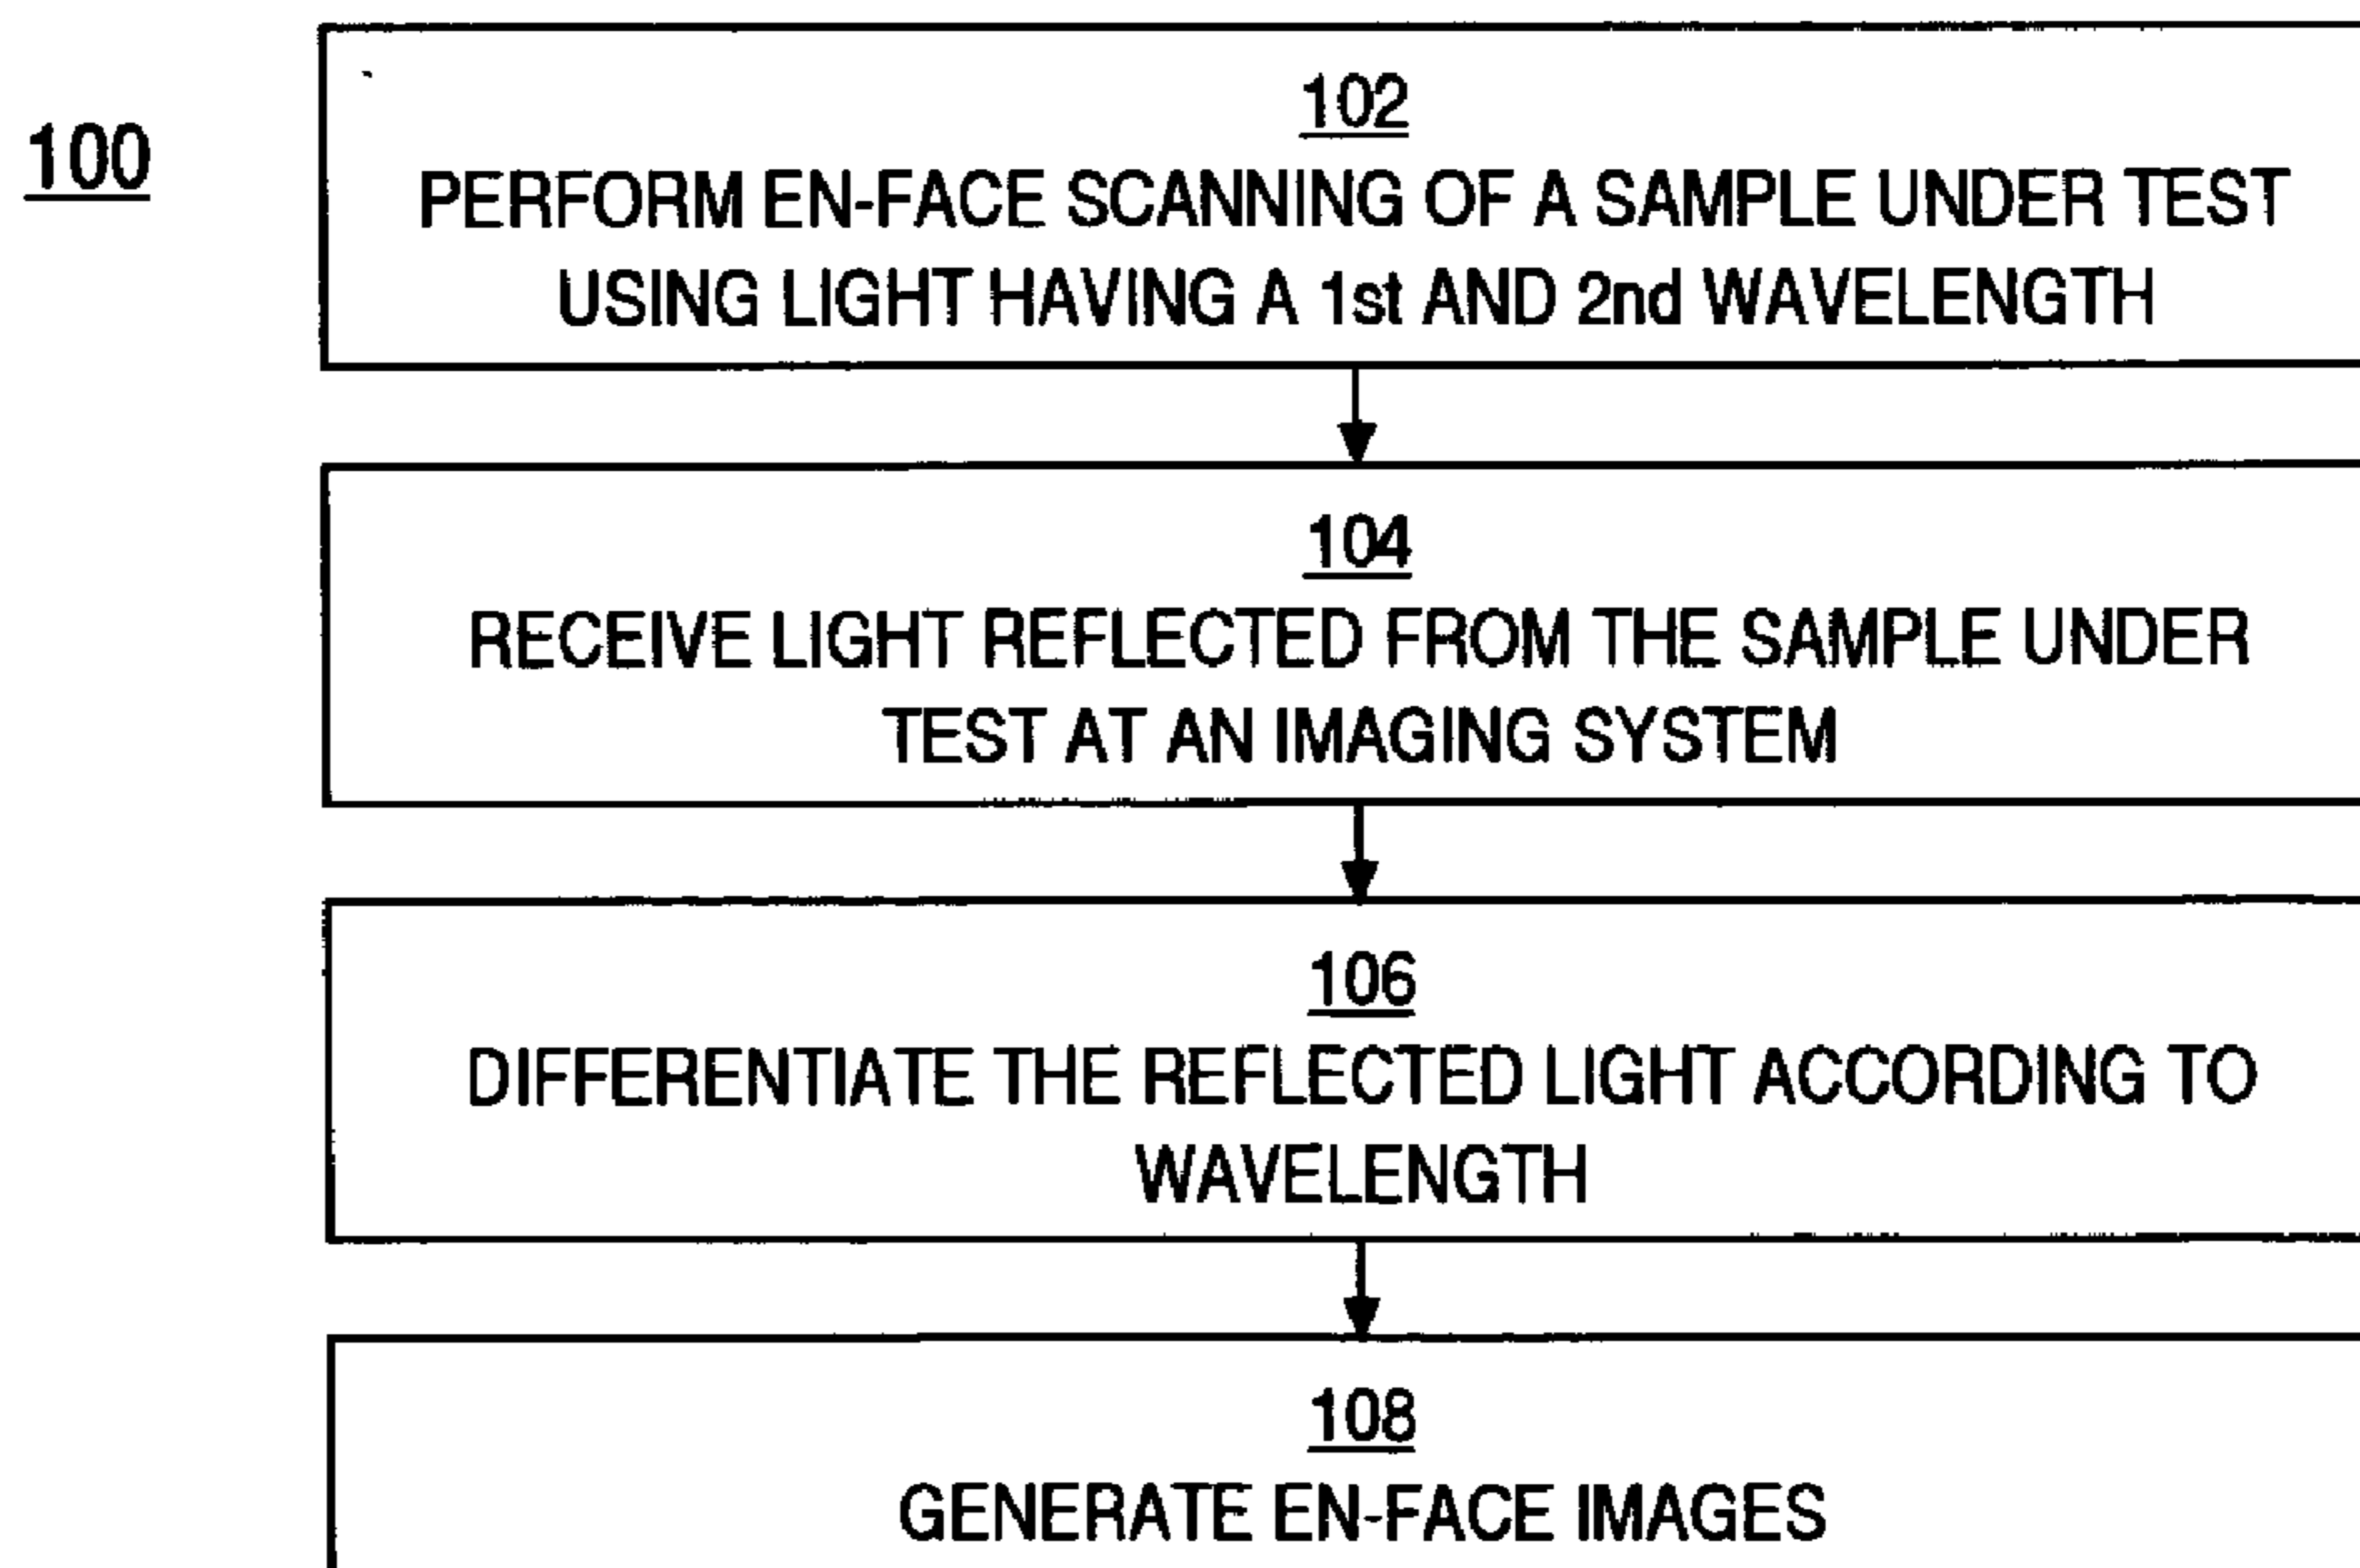 100
102
PERFORM EN-FACE SCANNING OF A SAMPLE UNDER TEST
USING LIGHT HAVING A 1st AND 2nd WAVELENGTH
104
RECEIVE LIGHT REFLECTED FROM THE SAMPLE UNDER
TEST AT AN IMAGING SYSTEM
106
DIFFERENTIATE THE REFLECTED LIGHT ACCORDING TO
WAVELENGTH
108
GENERATE EN-FACE IMAGES